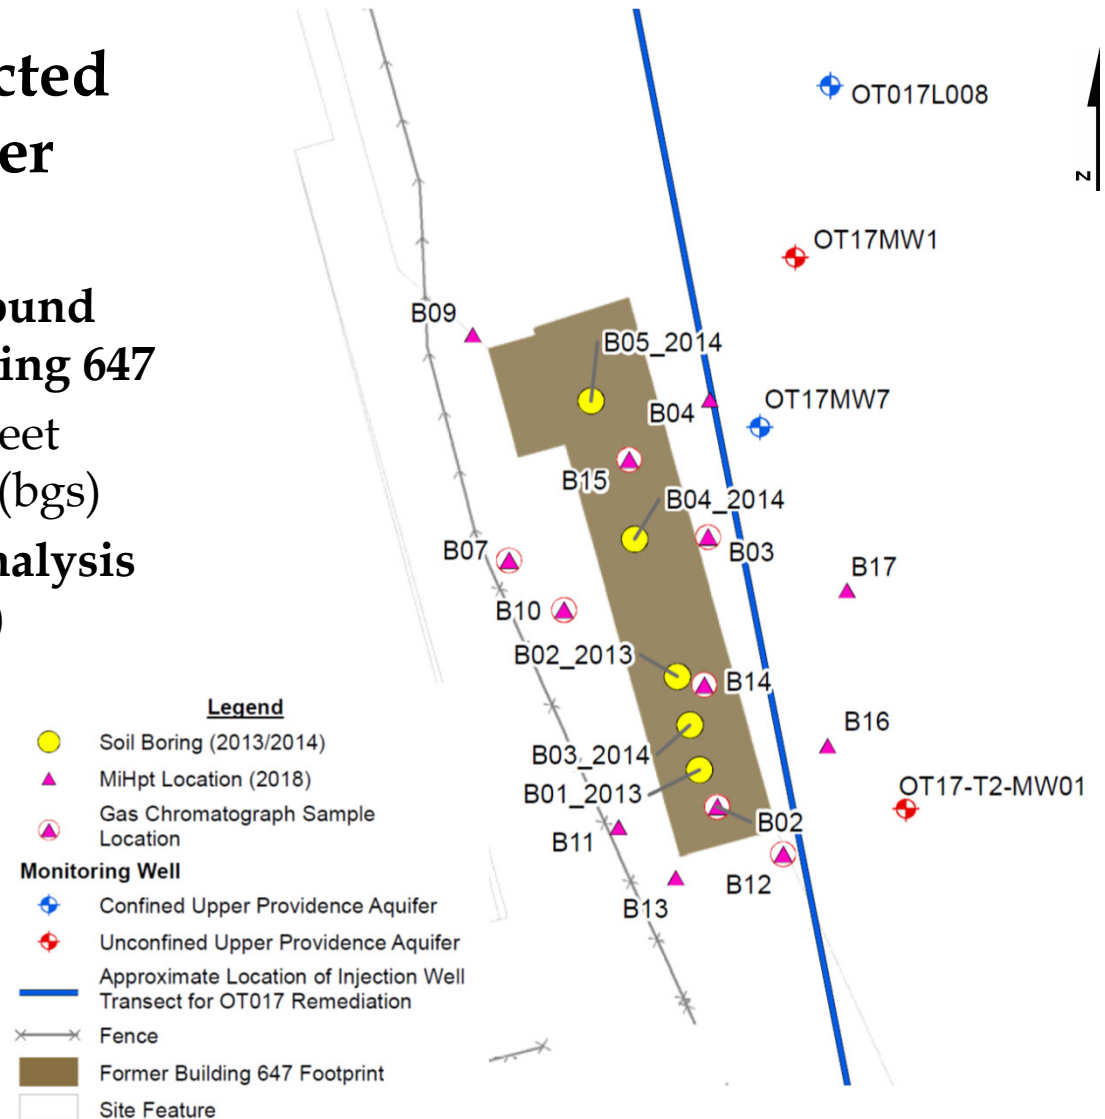 cted
er
ound
ing 647
eet
(bgs)
nalysis
)
N
OT017L008
OT17MW1
B09
B05_2014
B04
OT17MW7
B15
B04_2014
B07
B03
B17
B10
B02_2013
B14
B16
B03_2014
B01_2013
OT17-T2-MW01
B02
B11
B12
B13
Legend
Soil Boring (2013/2014)
MiHpt Location (2018)
Gas Chromatograph Sample
Location
Monitoring Well
Confined Upper Providence Aquifer
Unconfined Upper Providence Aquifer
Approximate Location of Injection Well
Transect for OT017 Remediation
Fence
Former Building 647 Footprint
Site Feature